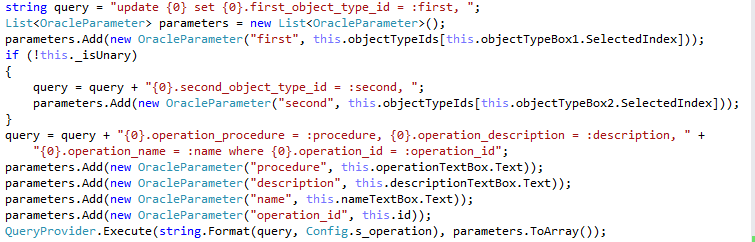 string query = "update {0} set {0}.first_object_type_id = :first, ";
List<OracleParameter> parameters = new List<OracleParameter>();
parameters.Add(new OracleParameter("first", this.objectTypeIds[this.objectTypeBox1.SelectedIndex]));
if (!this._isUnary)
{
    query = query + "{0}.second_object_type_id = :second, ";
    parameters.Add(new OracleParameter("second", this.objectTypeIds[this.objectTypeBox2.SelectedIndex]));
}
query = query + "{0}.operation_procedure = :procedure, {0}.operation_description = :description, " +
    "{0}.operation_name = :name where {0}.operation_id = :operation_id";
parameters.Add(new OracleParameter("procedure", this.operationTextBox.Text));
parameters.Add(new OracleParameter("description", this.descriptionTextBox.Text));
parameters.Add(new OracleParameter("name", this.nameTextBox.Text));
parameters.Add(new OracleParameter("operation_id", this.id));
QueryProvider.Execute(string.Format(query, Config.s_operation), parameters.ToArray());